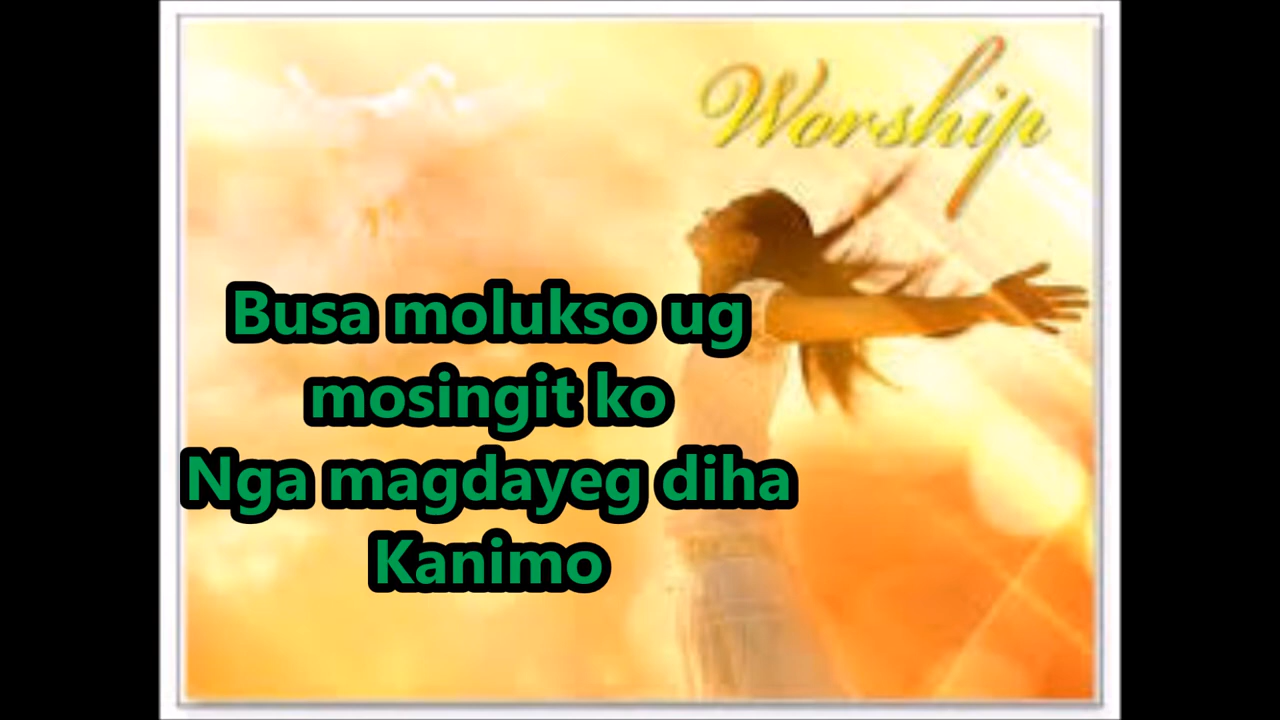 Worship
Busa molukso ug
mosingit ko
Nga magdayeg diha
Kanimo